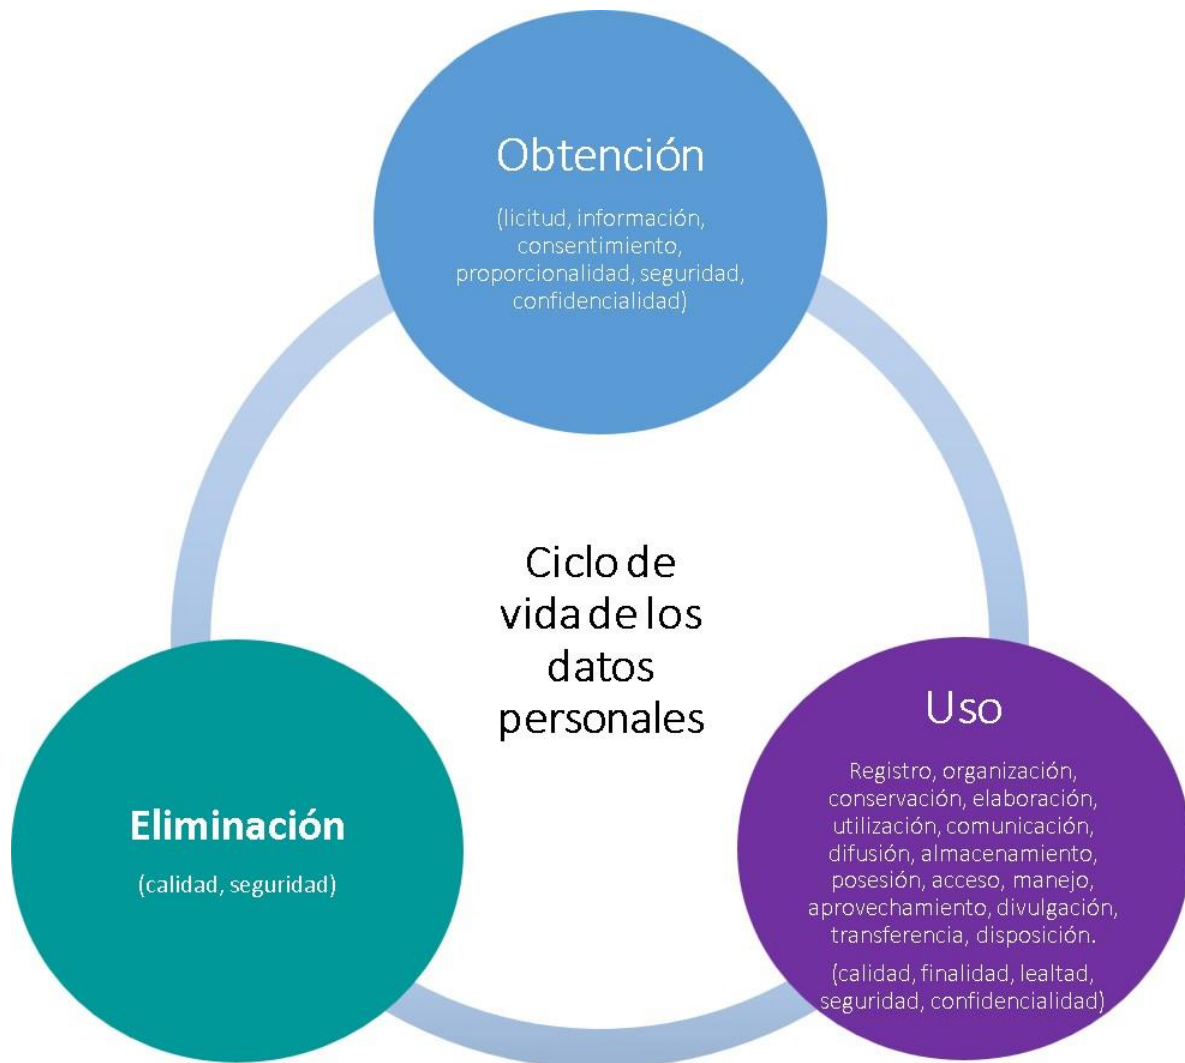 Obtención
(licitud, información,
consentimiento,
proporcionalidad, seguridad,
confidencialidad)
Ciclo de
vida de los
datos
personales
Uso
Registro, organización,
conservación, elaboración,
utilización, comunicación,
difusión, almacenamiento,
posesión, acceso, manejo,
aprovechamiento, divulgación,
transferencia, disposición.
(calidad, finalidad, lealtad,
seguridad, confidencialidad)
Eliminación
(calidad, seguridad)